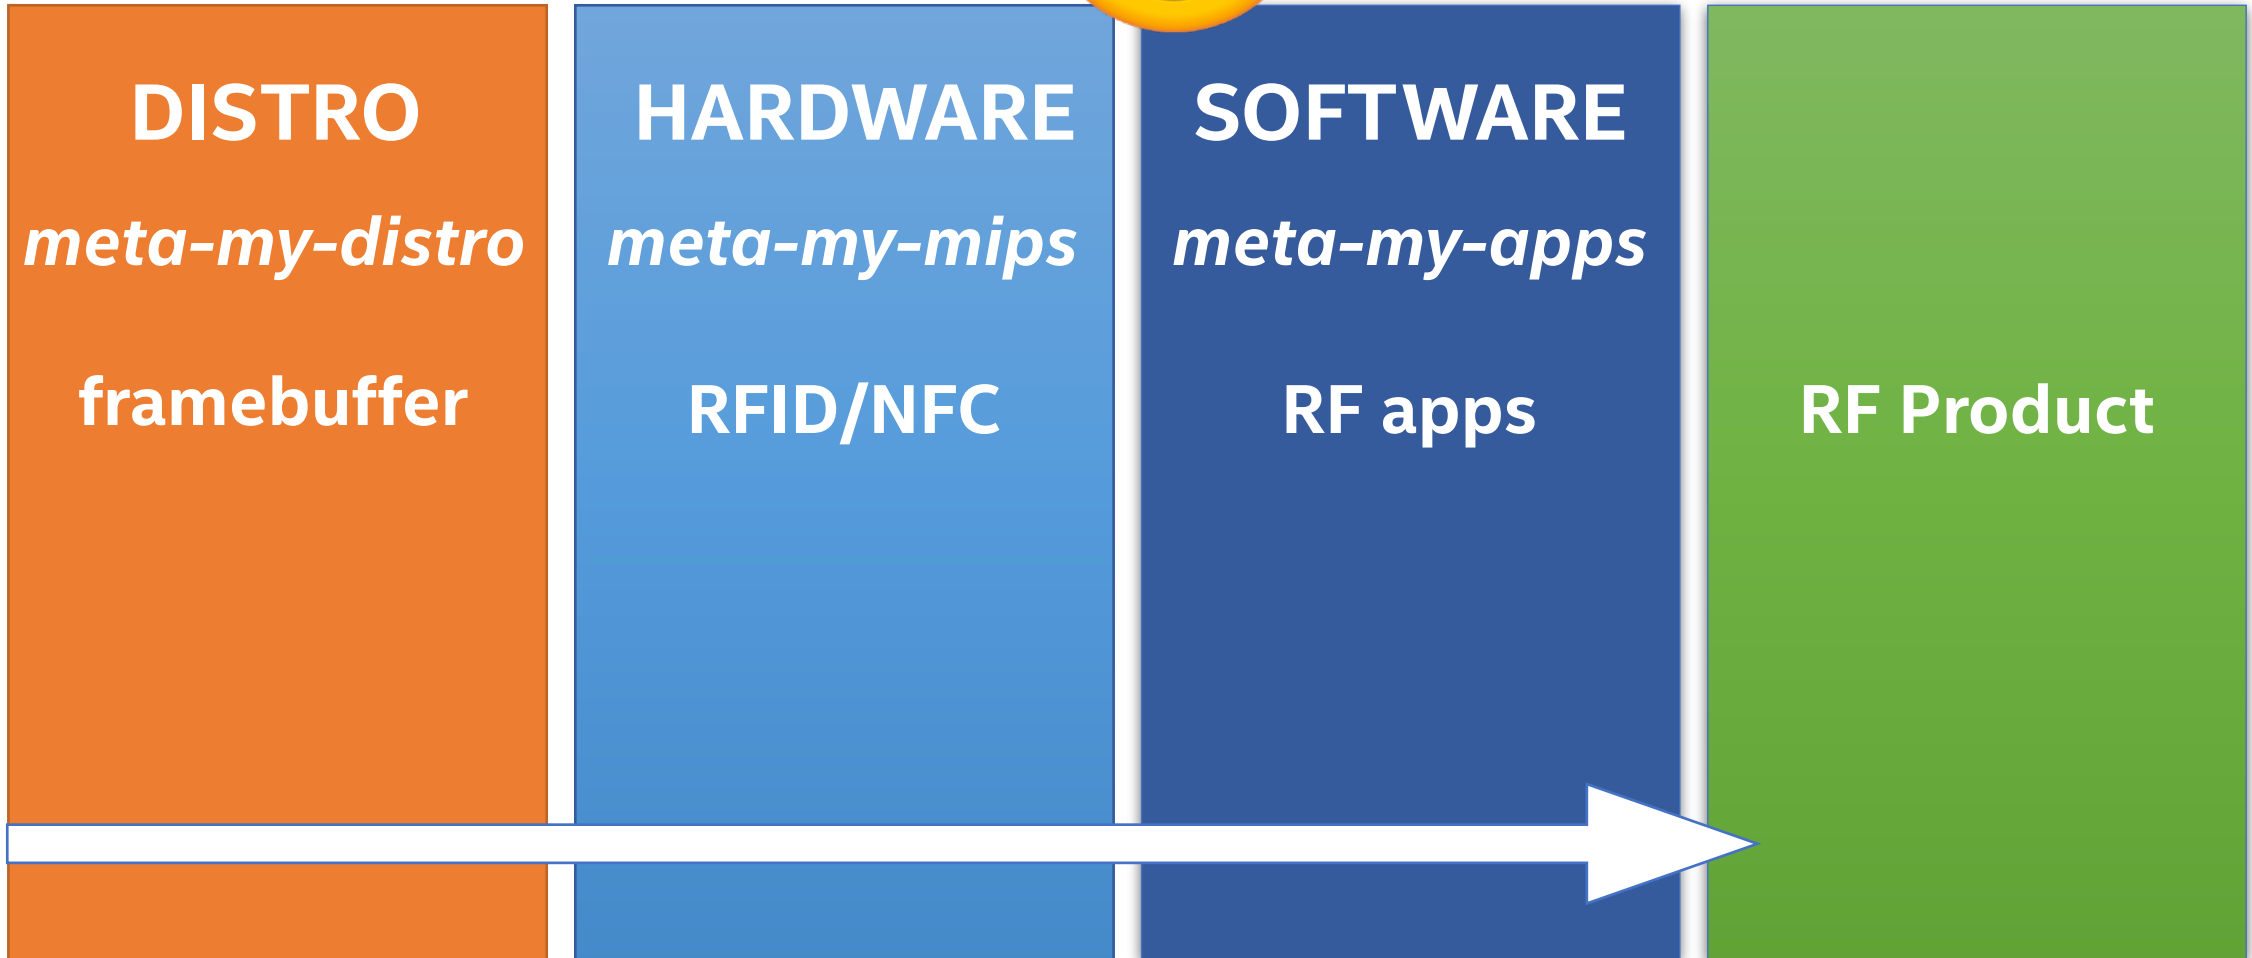 DISTRO
meta-my-distro
framebuffer
HARDWARE
meta-my-mips
RFID/NFC
SOFTWARE
meta-my-apps
RF apps
RF Product